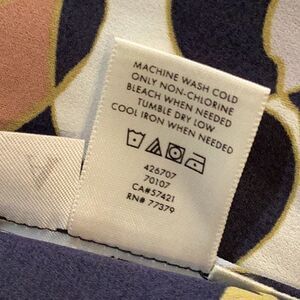 MACHINE WASH COLD
ONLY NON-CHLORINE
BLEACH WHEN NEEDED
TUMBLE DRY LOW
COOL IRON WHEN NEEDED
426707
70107
CA#57421
RN# 77379